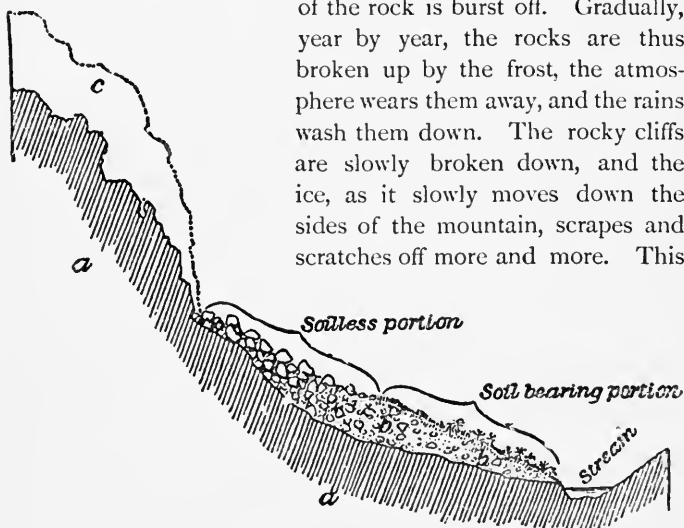 of the rock is burst off. Gradually,
year by year, the rocks are thus
broken up by the frost, the atmos-
phere wears them away, and the rains
wash them down. The rocky cliffs
are slowly broken down, and the
ice, as it slowly moves down the
sides of the mountain, scrapes and
scratches off more and more. This
c
a
Soilless portion
Soil bearing portion
stream
b
b
a